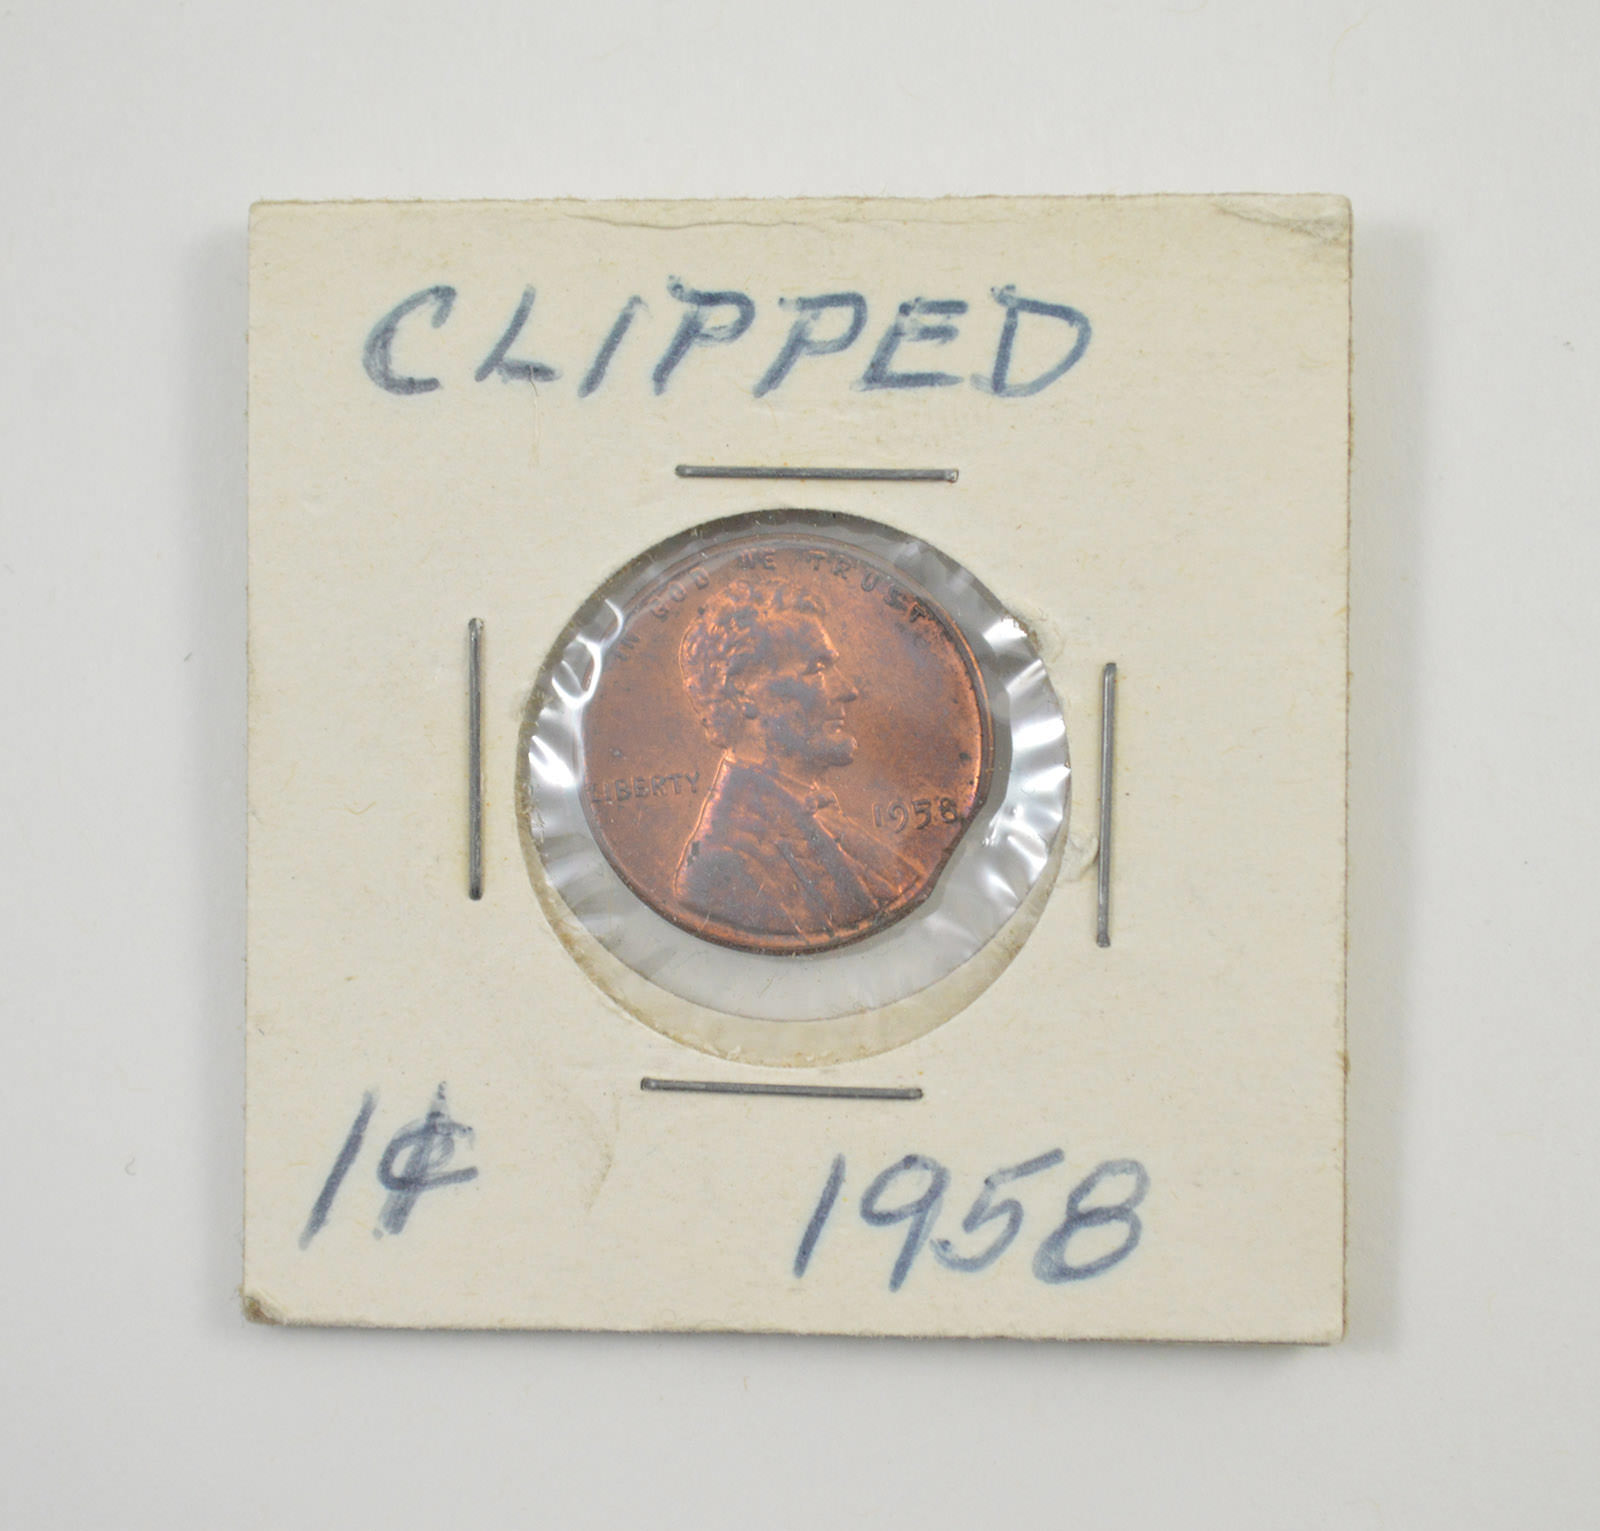 CLIPPED
IN GOD WE TRUST
LIBERTY
1958
1¢
1958